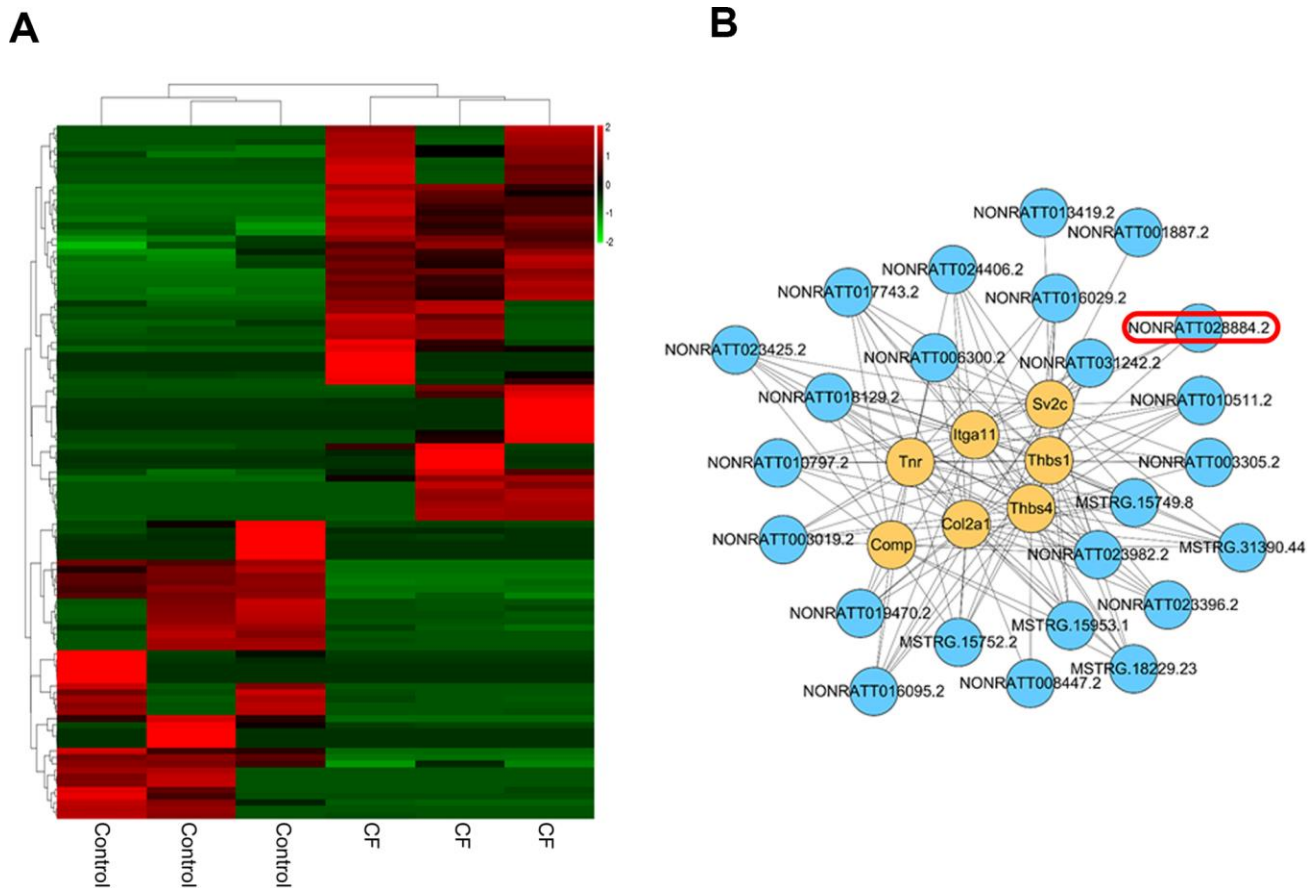 A
B
2
1
0
-1
-2
Control
Control
Control
CF
CF
CF
NONRATT013419.2
NONRATT001887.2
NONRATT024406.2
NONRATT017743.2
NONRATT016029.2
NONRATT028884.2
NONRATT023425.2
NONRATT006300.2
NONRATT031242.2
NONRATT018129.2
NONRATT010511.2
Sv2c
Itga11
Tnr
Thbs1
NONRATT010797.2
NONRATT003305.2
MSTRG.15749.8
Thbs4
Col2a1
Comp
NONRATT003019.2
NONRATT023982.2
MSTRG.31390.44
NONRATT019470.2
NONRATT023396.2
MSTRG.15953.1
MSTRG.15752.2
MSTRG.18229.23
NONRATT016095.2
NONRATT008447.2